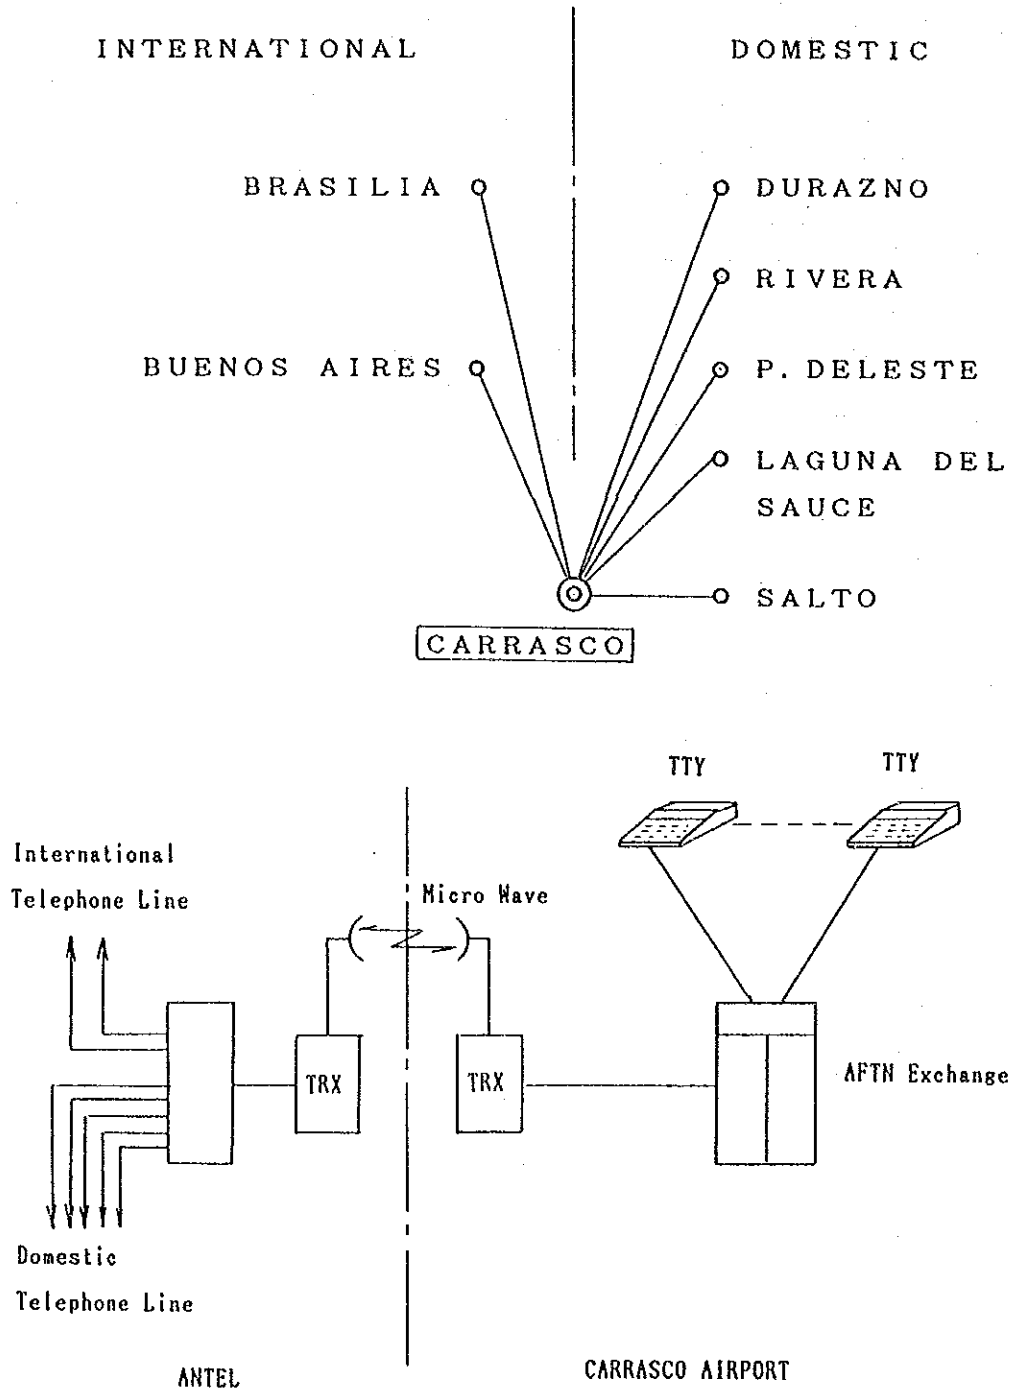 INTERNATIONAL
DOMESTIC
BRASILIA
DURAZNO
RIVERA
BUENOS AIRES
P. DELESTE
LAGUNA DEL
SAUCE
SALTO
CARRASCO
TTY
TTY
International
Telephone Line
Micro Wave
TRX
TRX
AFTN Exchange
Domestic
Telephone Line
ANTEL
CARRASCO AIRPORT